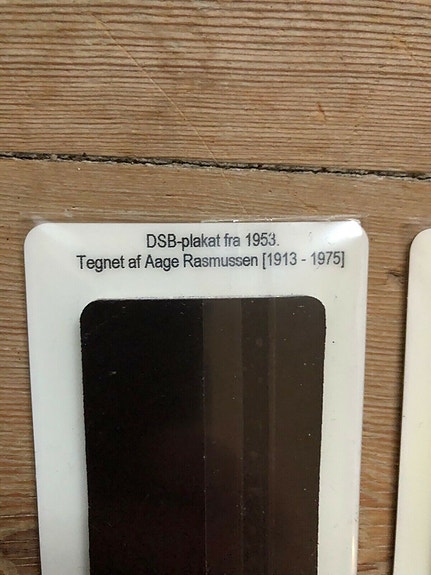 DSB-plakat fra 1953.
Tegnet af Aage Rasmussen [1913 - 1975]